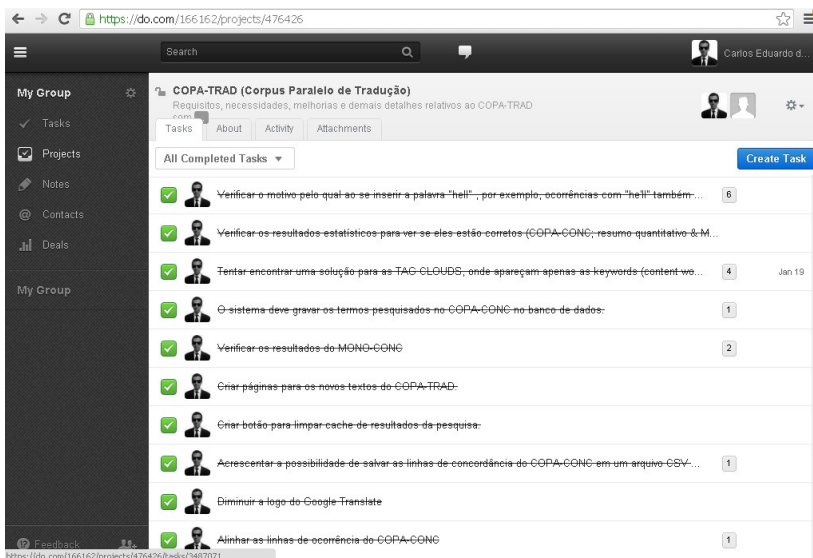 https://do.com/166162/projects/476426
Search
Carlos Eduardo d...
My Group
Tasks
Projects
Notes
Contacts
Deals
My Group
COPA-TRAD (Corpus Paralelo de Tradução)
Requisitos, necessidades, melhorias e demais detalhes relativos ao COPA-TRAD
com
Tasks About Activity Attachments
All Completed Tasks
Create Task
Verificar o motivo pelo qual ao se inserir a palavra "hell" , por exemplo, ocorrências com "he'll" também ... 6
Verificar os resultados estatísticos para ver se eles estão corretos (COPA-CONC; resumo quantitativo & M...
Tentar encontrar uma solução para as TAG CLOUDS, onde apareçam apenas as keywords (content wo... 4 Jan 19
O sistema deve gravar os termos pesquisados no COPA-CONC no banco de dados. 1
Verificar os resultados do MONO-CONC 2
Criar páginas para os novos textos do COPA-TRAD.
Criar botão para limpar cache de resultados da pesquisa.
Acrescentar a possibilidade de salvar as linhas de concordância do COPA-CONC em um arquivo CSV ... 1
Diminuir a logo do Google Translate
Alinhar as linhas de ocorrência do COPA-CONC 1
Feedback
https://do.com/166162/projects/476426/tasks/3487071